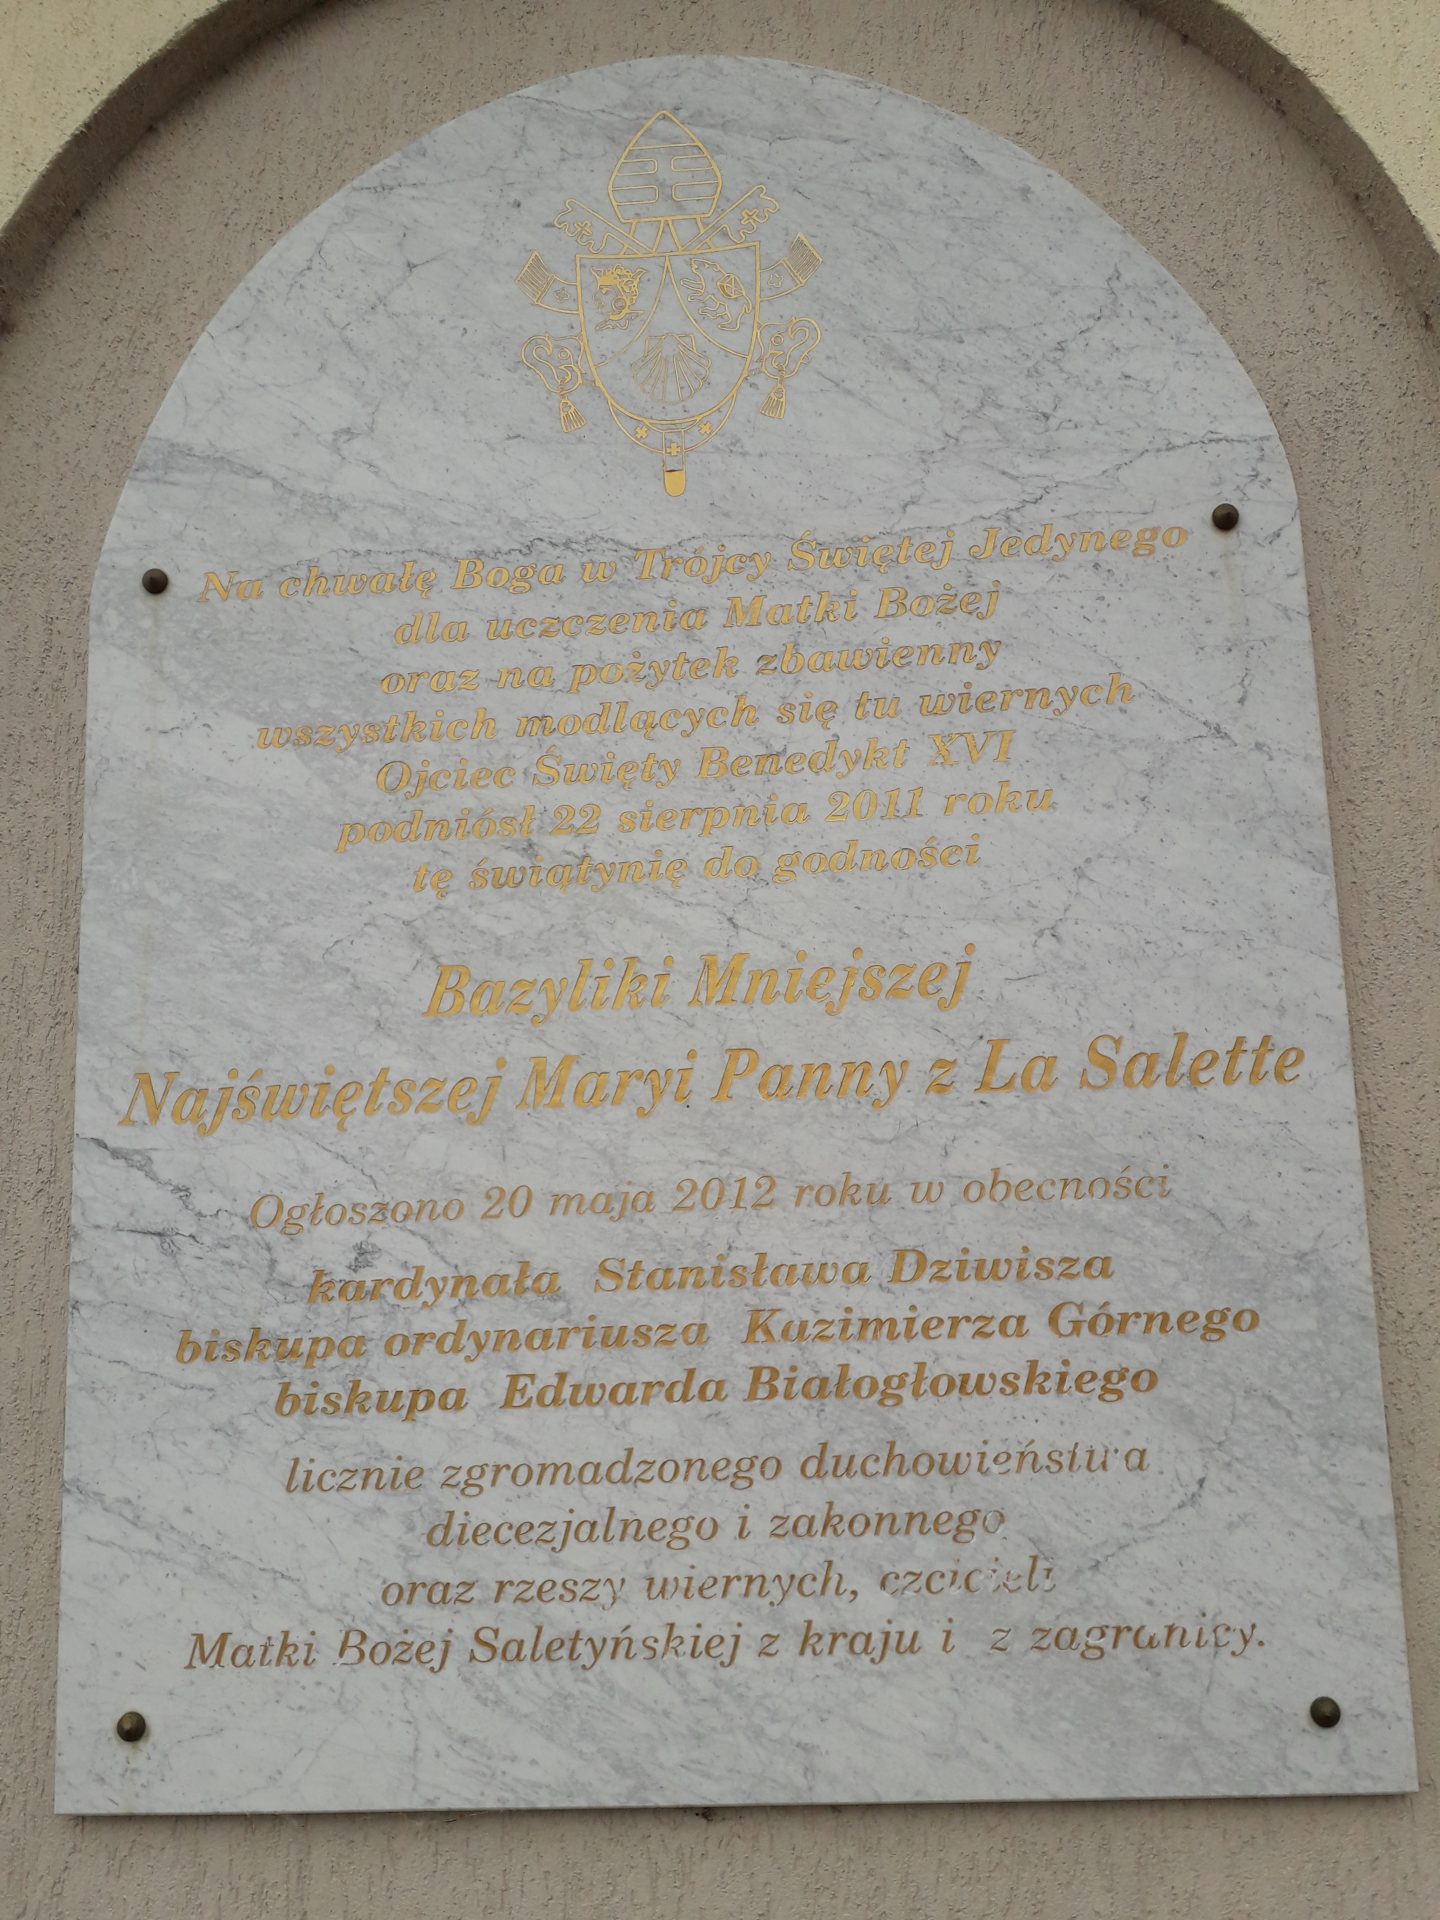 Na chwałę Boga w Trójcy Świętej Jedynego
dla uczczenia Matki Bożej
oraz na pożytek zbawienny
wszystkich modlących się tu wiernych
Ojciec Święty Benedykt XVI
podniósł 22 sierpnia 2011 roku
tę świątynię do godności
Bazyliki Mniejszej
Najświętszej Maryi Panny z La Salette
Ogłoszono 20 maja 2012 roku w obecności
kardynała Stanisława Dziwisza
biskupa ordynariusza Kazimierza Górnego
biskupa Edwarda Białogłowskiego
licznie zgromadzonego duchowieństwa
diecezjalnego i zakonnego
oraz rzeszy wiernych, czcicieli
Matki Bożej Saletyńskiej z kraju i z zagranicy.